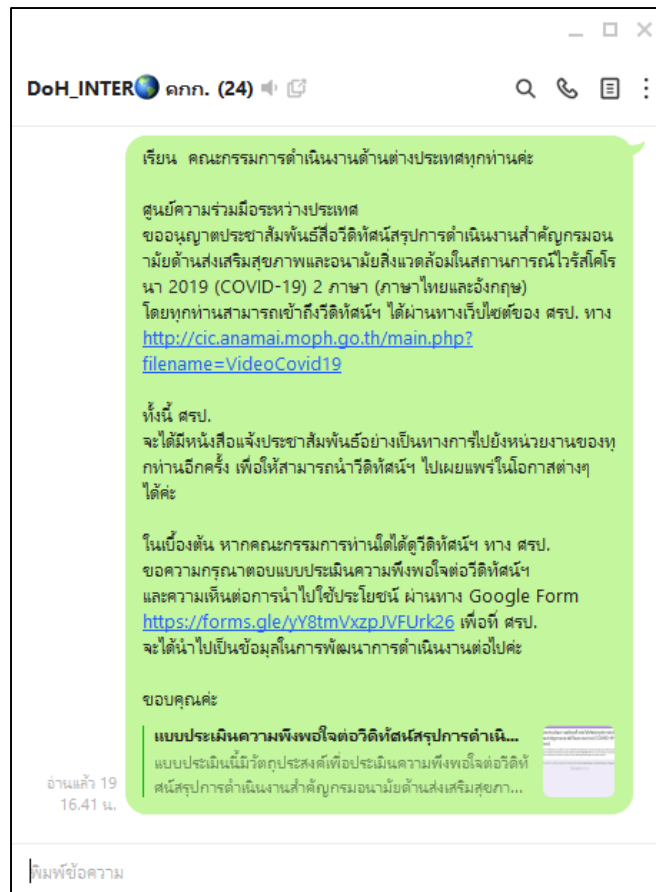 DoH_INTER🌏 คกก. (24)
เรียน คณะกรรมการดำเนินงานด้านต่างประเทศทุกท่านค่ะ
ศูนย์ความร่วมมือระหว่างประเทศ
ขออนุญาตประชาสัมพันธ์สื่อวีดิทัศน์สรุปการดำเนินงานสำคัญกรมอน
ามัยด้านส่งเสริมสุขภาพและอนามัยสิ่งแวดล้อมในสถานการณ์ไวรัสโคโร
นา 2019 (COVID-19) 2 ภาษา (ภาษาไทยและอังกฤษ)
โดยทุกท่านสามารถเข้าถึงวีดิทัศน์ฯ ได้ผ่านทางเว็บไซต์ของ ศรป. ทาง
http://cic.anamai.moph.go.th/main.php?
filename=VideoCovid19
ทั้งนี้ ศรป.
จะได้มีหนังสือแจ้งประชาสัมพันธ์อย่างเป็นทางการไปยังหน่วยงานของทุ
กท่านอีกครั้ง เพื่อให้สามารถนำวีดิทัศน์ฯ ไปเผยแพร่ในโอกาสต่างๆ
ได้ค่ะ
ในเบื้องต้น หากคณะกรรมการท่านใดได้ดูวีดิทัศน์ฯ ทาง ศรป.
ขอความกรุณาตอบแบบประเมินความพึงพอใจต่อวีดิทัศน์ฯ
และความเห็นต่อการนำไปใช้ประโยชน์ ผ่านทาง Google Form
https://forms.gle/yY8tmVxzpJVFUrk26 เพื่อที่ ศรป.
จะได้นำไปเป็นข้อมูลในการพัฒนาการดำเนินงานต่อไปค่ะ
ขอบคุณค่ะ
แบบประเมินความพึงพอใจต่อวีดิทัศน์สรุปการดำเนิ...
แบบประเมินนี้มีวัตถุประสงค์เพื่อประเมินความพึงพอใจต่อวีดิทั
ศน์สรุปการดำเนินงานสำคัญกรมอนามัยด้านส่งเสริมสุขภา...
อ่านแล้ว 19
16.41 น.
พิมพ์ข้อความ